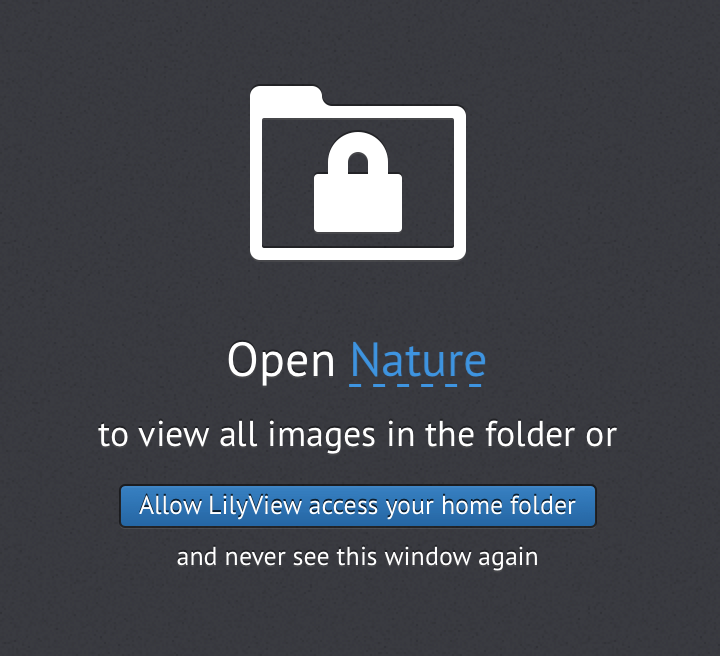 Open Nature
to view all images in the folder or
Allow LilyView access your home folder
and never see this window again